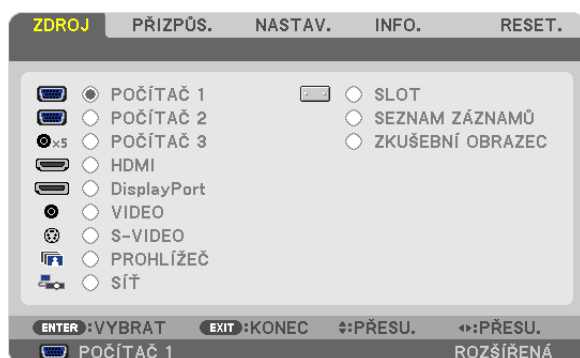 ZDROJ PŘIZPŮS. NASTAV. INFO. RESET.
POČÍTAČ 1
POČÍTAČ 2
×5 POČÍTAČ 3
HDMI
DisplayPort
VIDEO
S-VIDEO
PROHLÍŽEČ
SÍŤ
SLOT
SEZNAM ZÁZNAMŮ
ZKUŠEBNÍ OBRAZEC
ENTER:VYBRAT EXIT:KONEC :PŘESU. :PŘESU.
POČÍTAČ 1 ROZŠÍŘENÁ